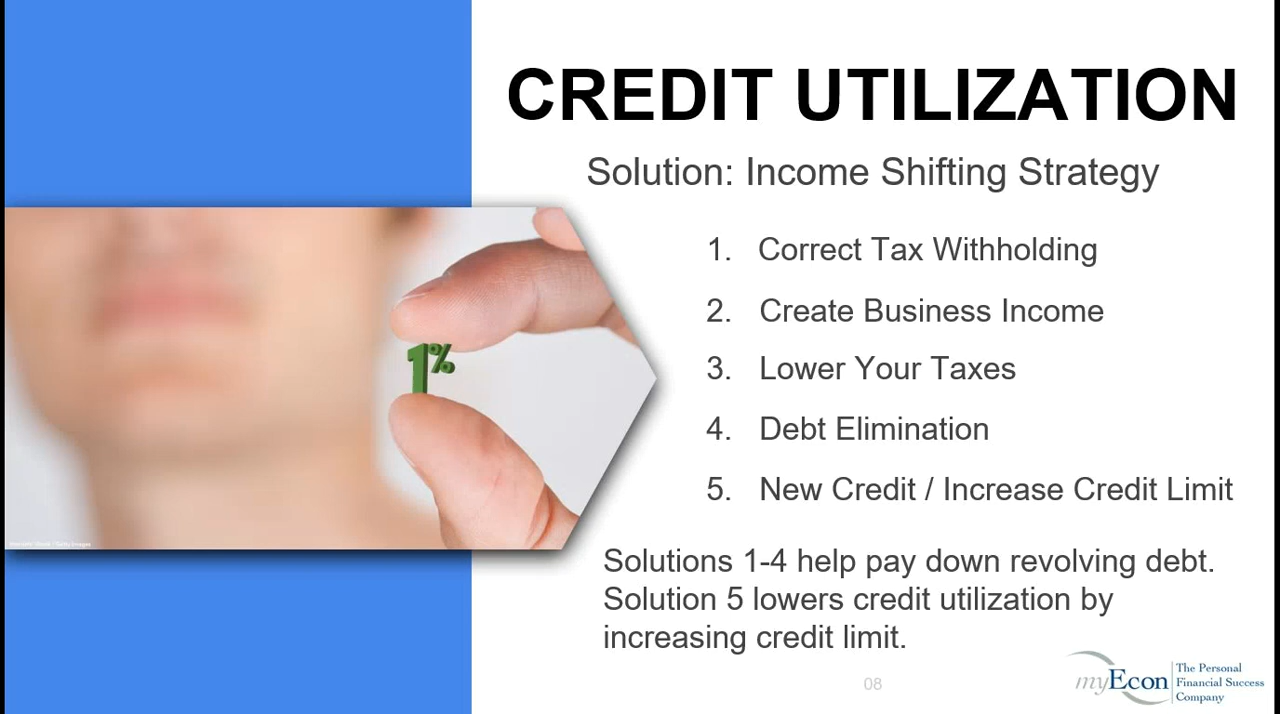 CREDIT UTILIZATION
Solution: Income Shifting Strategy
1. Correct Tax Withholding
2. Create Business Income
3. Lower Your Taxes
4. Debt Elimination
5. New Credit / Increase Credit Limit
1%
Solutions 1-4 help pay down revolving debt.
Solution 5 lowers credit utilization by
increasing credit limit.
08
myEcon
The Personal
Financial Success
Company